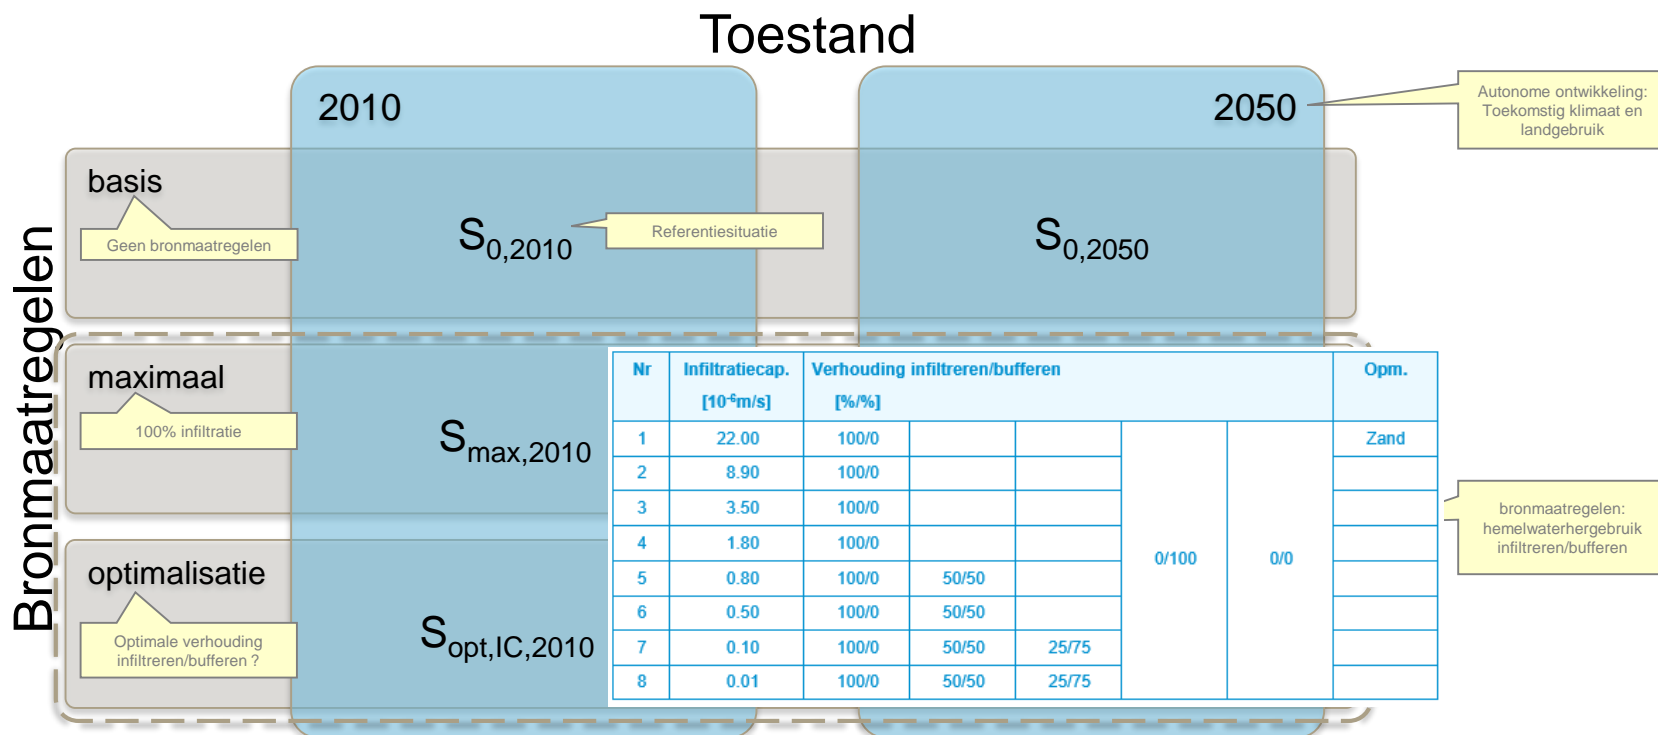 Toestand
2010
2050
Autonome ontwikkeling:
Toekomstig klimaat en
landgebruik
Bronmaatregelen
basis
Geen bronmaatregelen
S0,2010
Referentiesituatie
S0,2050
maximaal
100% infiltratie
Smax,2010
optimalisatie
Optimale verhouding
infiltreren/bufferen ?
Sopt,IC,2010
Nr Infiltratiecap. Verhouding infiltreren/bufferen Opm.
[10-6m/s] [%/%]
1 22.00 100/0 Zand
2 8.90 100/0
3 3.50 100/0
4 1.80 100/0
0/100 0/0
5 0.80 100/0 50/50
6 0.50 100/0 50/50
7 0.10 100/0 50/50 25/75
8 0.01 100/0 50/50 25/75
bronmaatregelen:
hemelwaterhergebruik
infiltreren/bufferen